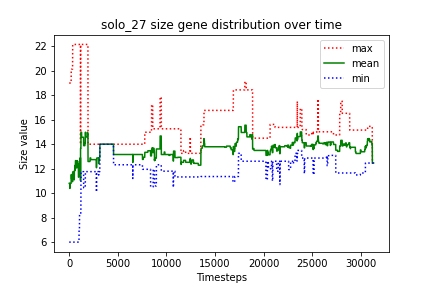 solo_27 size gene distribution over time
max
mean
min
22
20
18
16
14
12
10
8
6
Size value
0
5000
10000
15000
20000
25000
30000
Timesteps